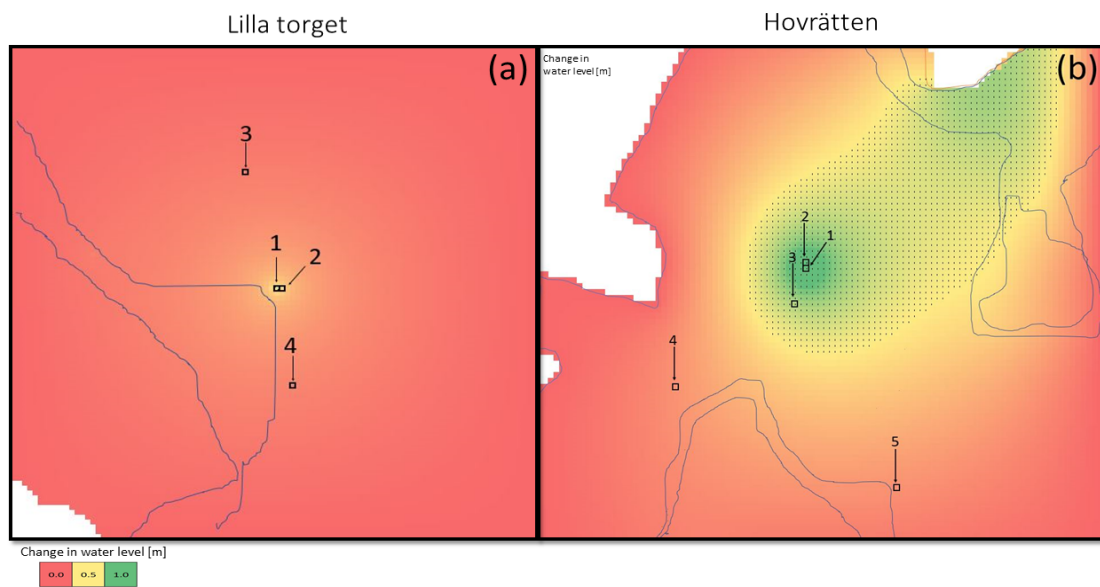 Lilla torget
Hovrätten
(a)
3
1
2
4
Change in
water level [m]
(b)
2
1
3
4
5
Change in water level [m]
0.0 0.5 1.0